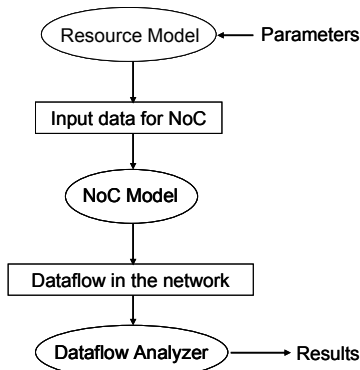 Resource Model
Parameters
Input data for NoC
NoC Model
Dataflow in the network
Dataflow Analyzer
Results